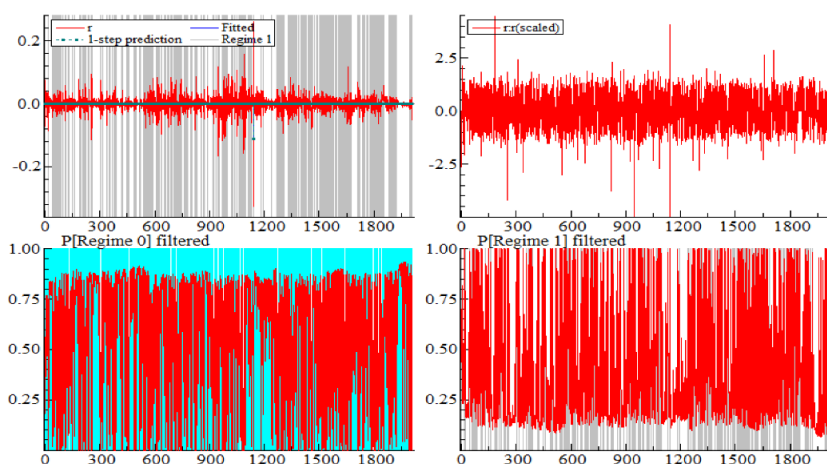 r Fitted
1-step prediction Regime 1
0.2
0.0
-0.2
0 300 600 900 1200 1500 1800
r:r(scaled)
2.5
0.0
-2.5
0 300 600 900 1200 1500 1800
P[Regime 0] filtered
1.00
0.75
0.50
0.25
0 300 600 900 1200 1500 1800
P[Regime 1] filtered
1.00
0.75
0.50
0.25
0 300 600 900 1200 1500 1800